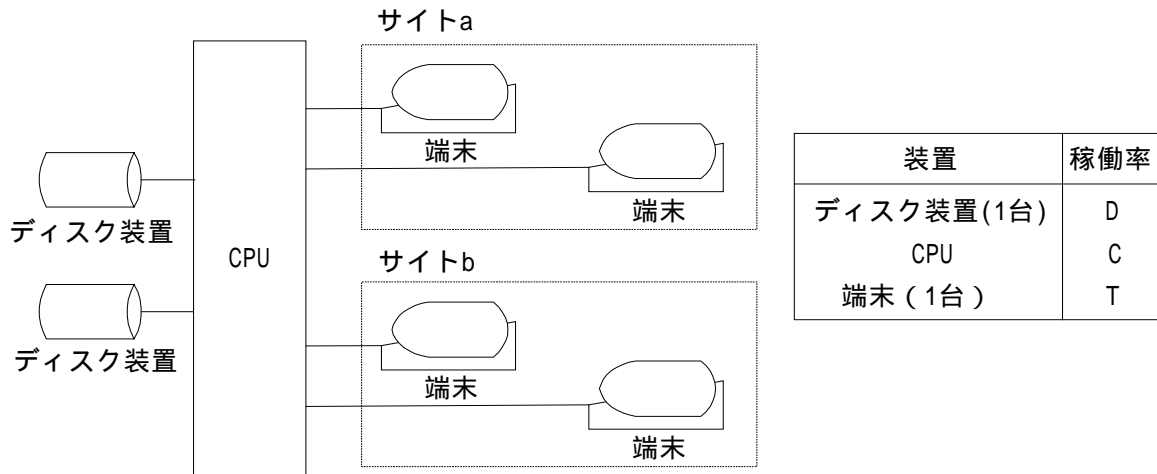 サイトa
端末
端末
ディスク装置
CPU
ディスク装置
サイトb
端末
端末
装置 稼働率
ディスク装置(1台) D
CPU C
端末(1台) T